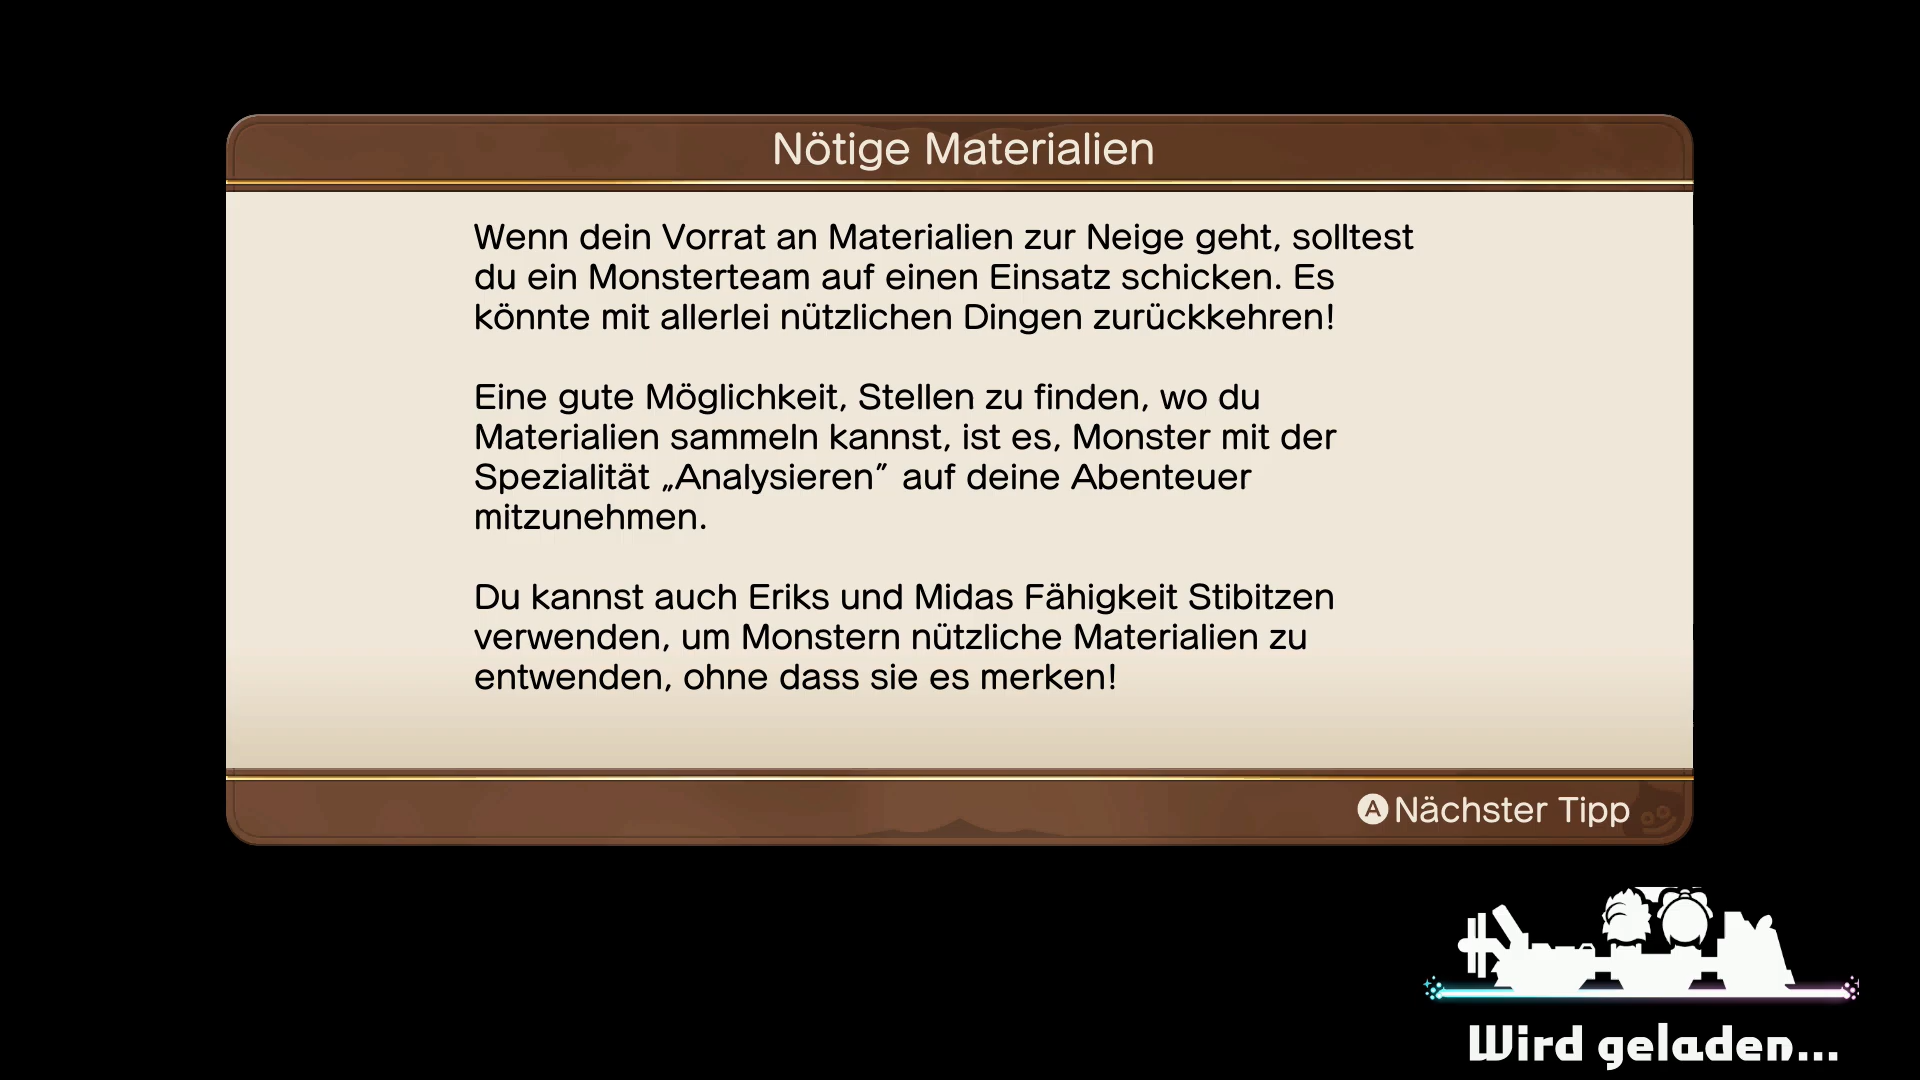 Nötige Materialien
Wenn dein Vorrat an Materialien zur Neige geht, solltest
du ein Monsterteam auf einen Einsatz schicken. Es
könnte mit allerlei nützlichen Dingen zurückkehren!
Eine gute Möglichkeit, Stellen zu finden, wo du
Materialien sammeln kannst, ist es, Monster mit der
Spezialität „Analysieren“ auf deine Abenteuer
mitzunehmen.
Du kannst auch Eriks und Midas Fähigkeit Stibitzen
verwenden, um Monstern nützliche Materialien zu
entwenden, ohne dass sie es merken!
A Nächster Tipp
Wird geladen...